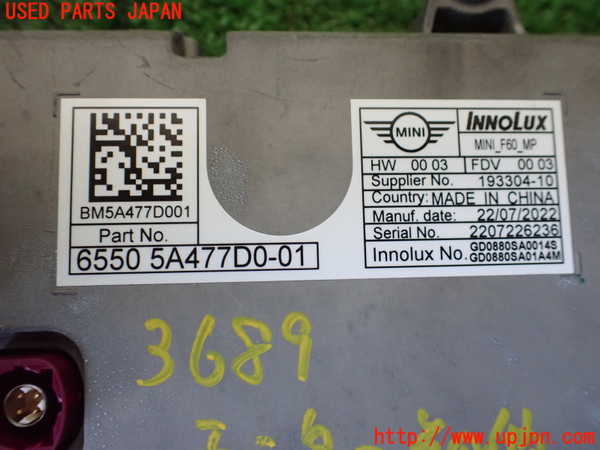 USED PARTS JAPAN
BM5A477D001
Part No.
6550 5A477D0-01
MINI
INNOLUX
MINI_F60_MP
HW 00 03 FDV 00 03
Supplier No. 193304-10
Country: MADE IN CHINA
Manuf. date: 22/07/2022
Serial No. 2207226236
Innolux No. GD0880SA0014S
GD0880SA01A4M
3689
http://www.upjpn.com/